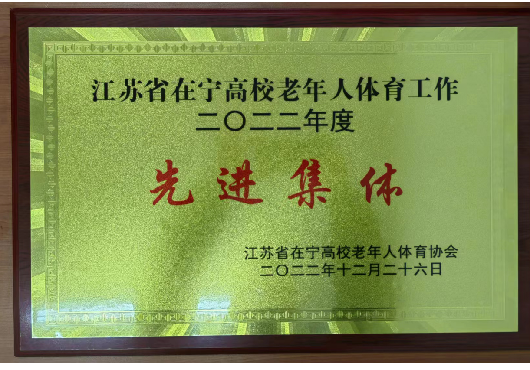 江苏省在宁高校老年人体育工作
二〇二二年度
先进集体
江苏省在宁高校老年人体育协会
二〇二二年十二月二十六日